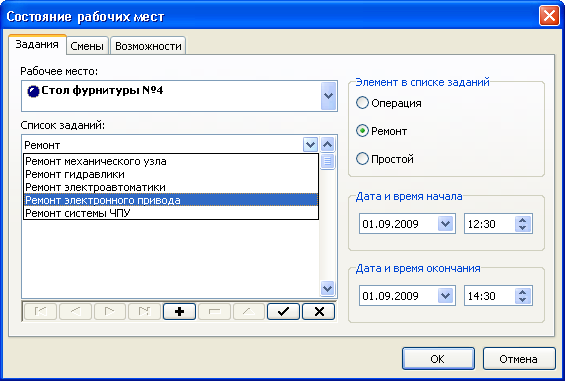 Состояние рабочих мест
Задания Смены Возможности
Рабочее место:
Стол фурнитуры №4
Список заданий:
Ремонт
Ремонт механического узла
Ремонт гидравлики
Ремонт электроавтоматики
Ремонт электронного привода
Ремонт системы ЧПУ
Элемент в списке заданий
Операция
Ремонт
Простой
Дата и время начала
01.09.2009 12:30
Дата и время окончания
01.09.2009 14:30
OK Отмена